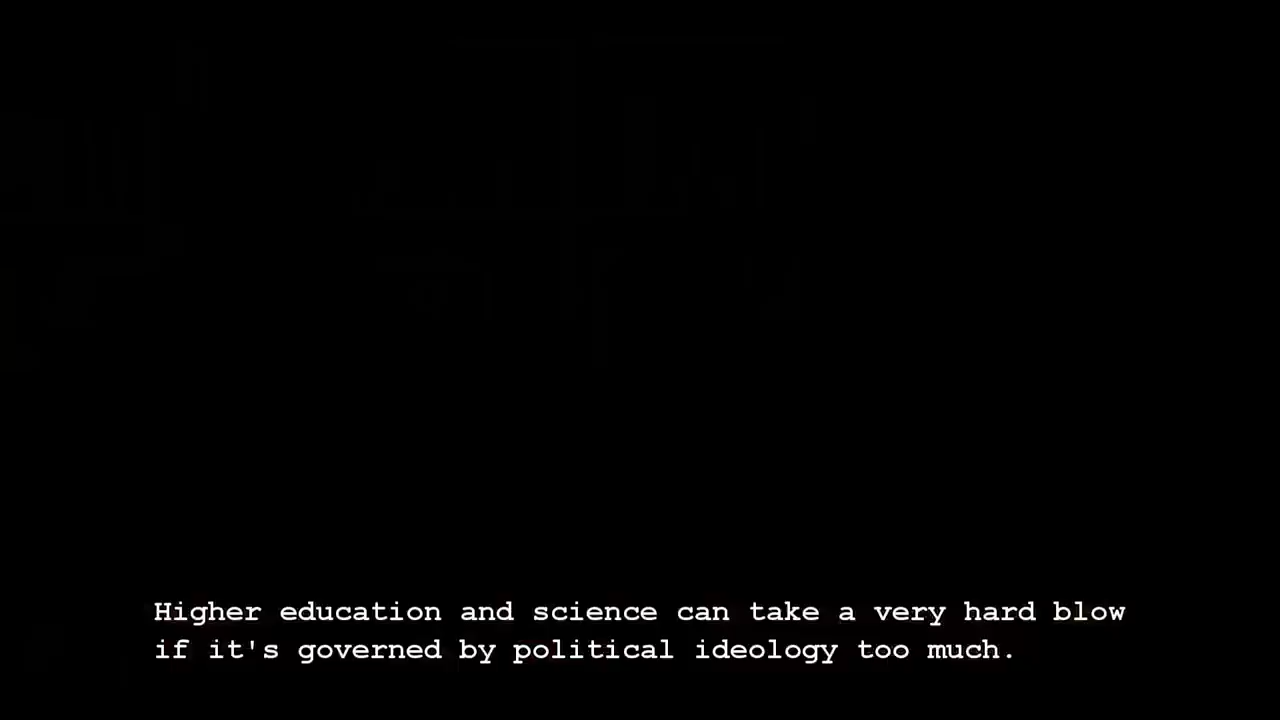 Higher education and science can take a very hard blow
if it's governed by political ideology too much.